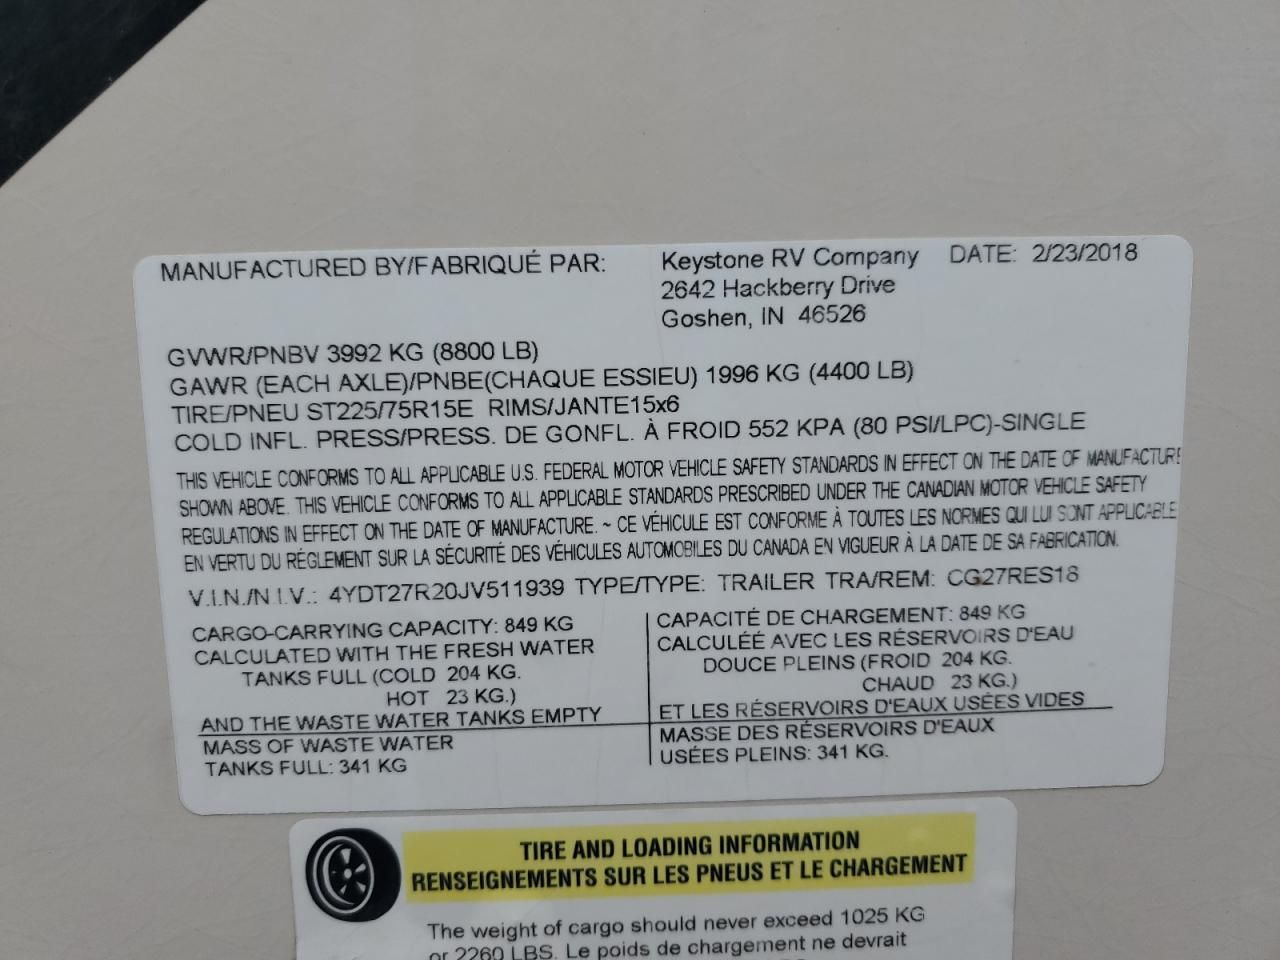 MANUFACTURED BY/FABRIQUÉ PAR: Keystone RV Company DATE: 2/23/2018
2642 Hackberry Drive
Goshen, IN 46526
GVWR/PNBV 3992 KG (8800 LB)
GAWR (EACH AXLE)/PNBE(CHAQUE ESSIEU) 1996 KG (4400 LB)
TIRE/PNEU ST225/75R15E RIMS/JANTE15x6
COLD INFL. PRESS/PRESS. DE GONFL. À FROID 552 KPA (80 PSI/LPC)-SINGLE
THIS VEHICLE CONFORMS TO ALL APPLICABLE U.S. FEDERAL MOTOR VEHICLE SAFETY STANDARDS IN EFFECT ON THE DATE OF MANUFACTURE
SHOWN ABOVE. THIS VEHICLE CONFORMS TO ALL APPLICABLE STANDARDS PRESCRIBED UNDER THE CANADIAN MOTOR VEHICLE SAFETY
REGULATIONS IN EFFECT ON THE DATE OF MANUFACTURE. ~ CE VÉHICULE EST CONFORME À TOUTES LES NORMES QUI LUI SONT APPLICABLE
EN VERTU DU RÉGLEMENT SUR LA SÉCURITÉ DES VÉHICULES AUTOMOBILES DU CANADA EN VIGUEUR À LA DATE DE SA FABRICATION.
V.I.N./N.I.V.: 4YDT27R20JV511939 TYPE/TYPE: TRAILER TRA/REM: CG27RES18
CARGO-CARRYING CAPACITY: 849 KG
CALCULATED WITH THE FRESH WATER
TANKS FULL (COLD 204 KG.
HOT 23 KG.)
AND THE WASTE WATER TANKS EMPTY
MASS OF WASTE WATER
TANKS FULL: 341 KG
CAPACITÉ DE CHARGEMENT: 849 KG
CALCULÉE AVEC LES RÉSERVOIRS D'EAU
DOUCE PLEINS (FROID 204 KG.
CHAUD 23 KG.)
ET LES RÉSERVOIRS D'EAUX USÉES VIDES
MASSE DES RÉSERVOIRS D'EAUX
USÉES PLEINS: 341 KG.
TIRE AND LOADING INFORMATION
RENSEIGNEMENTS SUR LES PNEUS ET LE CHARGEMENT
The weight of cargo should never exceed 1025 KG
or 2260 LBS. Le poids de chargement ne devrait